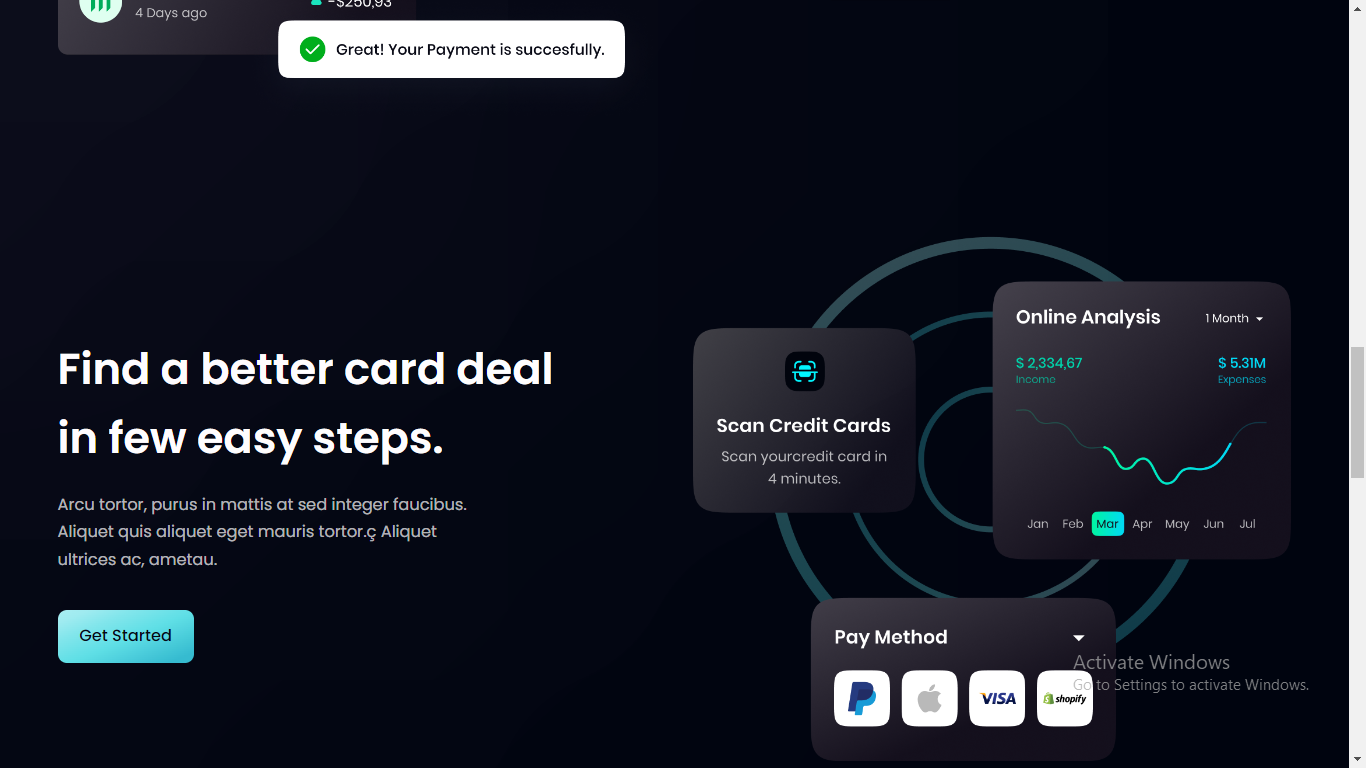 4 Days ago
-$250,93
Great! Your Payment is succesfully.
Find a better card deal
in few easy steps.
Arcu tortor, purus in mattis at sed integer faucibus.
Aliquet quis aliquet eget mauris tortor.ç Aliquet
ultrices ac, ametau.
Get Started
Scan Credit Cards
Scan yourcredit card in
4 minutes.
Online Analysis
1 Month
$ 2,334,67
$ 5.31M
Income
Expenses
Jan Feb Mar Apr May Jun Jul
Pay Method
VISA
shopify
Activate Windows
Go to Settings to activate Windows.